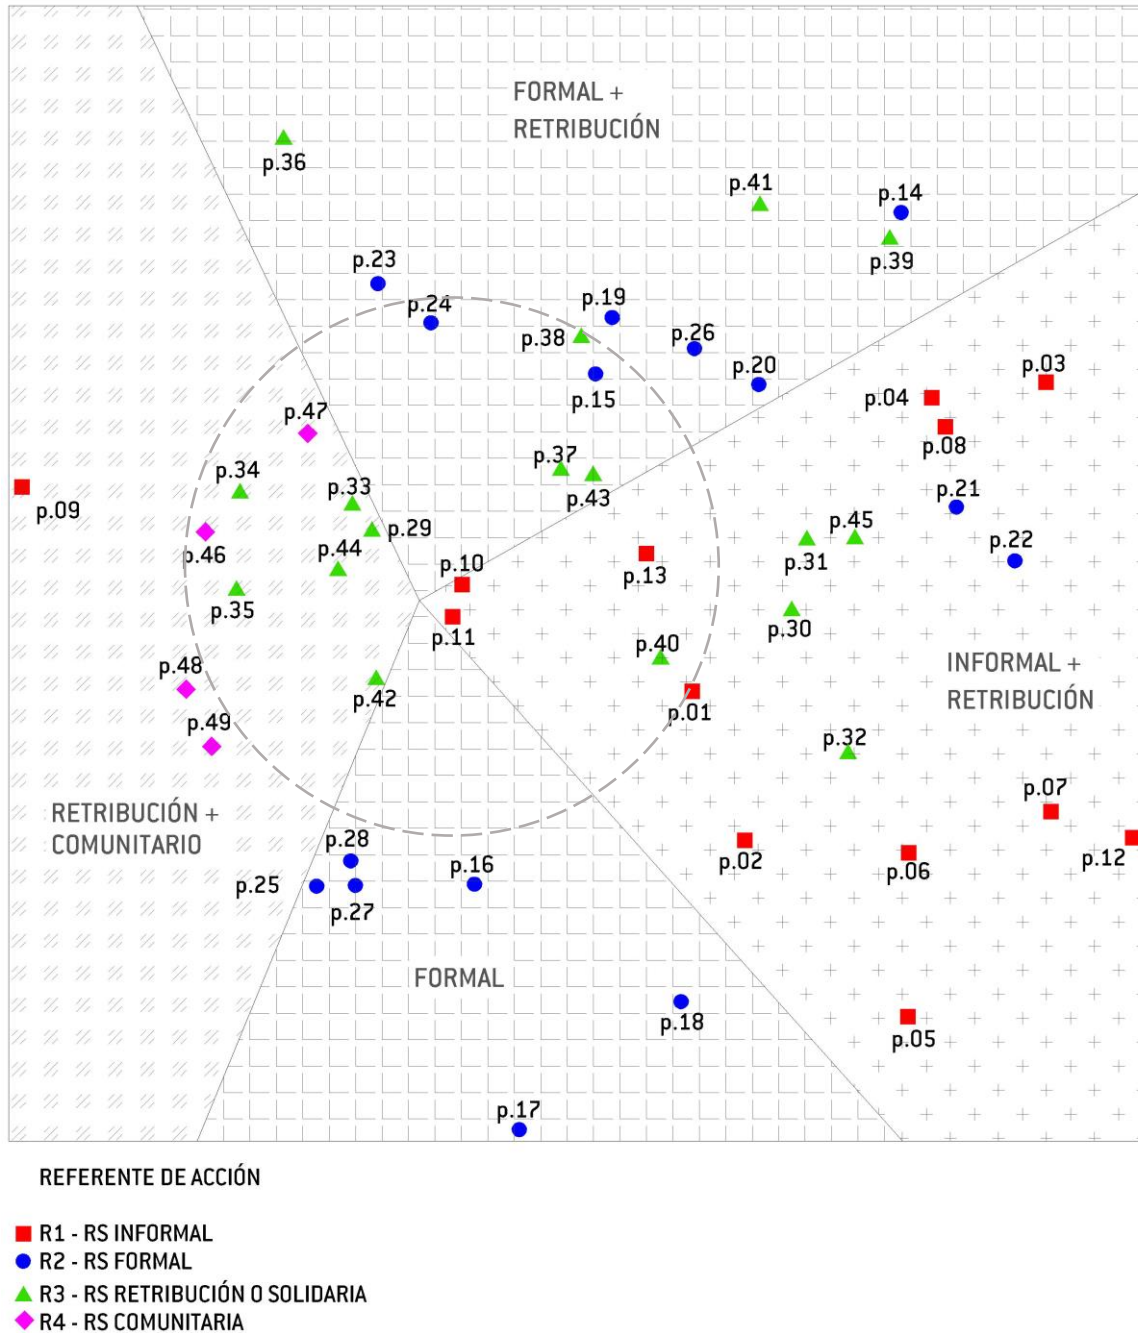 FORMAL +
RETRIBUCIÓN
p.36
p.41
p.14
p.39
p.23
p.24
p.19
p.38
p.26
p.20
p.15
p.03
p.04
p.08
p.47
p.37
p.43
p.34
p.33
p.09
p.29
p.46
p.44
p.21
p.45
p.31
p.22
p.10
p.13
p.35
p.11
p.30
p.40
p.48
p.42
p.01
INFORMAL +
RETRIBUCIÓN
p.49
p.32
p.07
RETRIBUCIÓN +
COMUNITARIO
p.28
p.16
p.02
p.06
p.12
p.25
p.27
FORMAL
p.18
p.05
p.17
REFERENTE DE ACCIÓN
R1 - RS INFORMAL
R2 - RS FORMAL
R3 - RS RETRIBUCIÓN O SOLIDARIA
R4 - RS COMUNITARIA